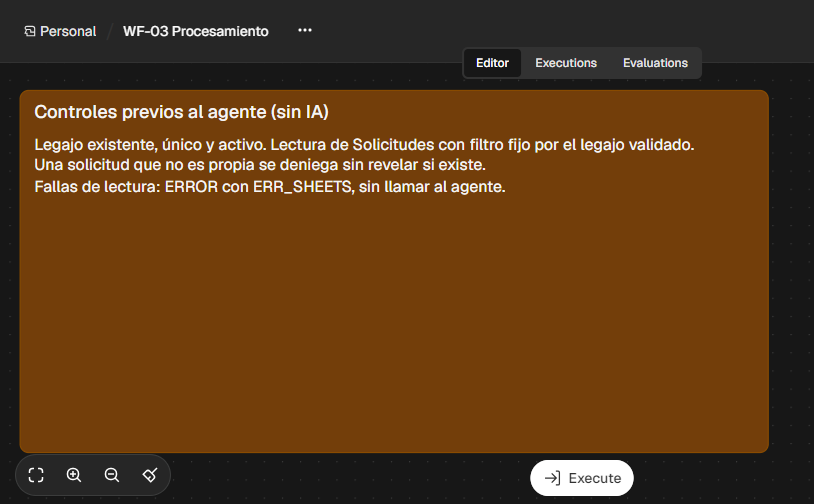 Personal / WF-03 Procesamiento ...
Editor Executions Evaluations
Controles previos al agente (sin IA)
Legajo existente, único y activo. Lectura de Solicitudes con filtro fijo por el legajo validado.
Una solicitud que no es propia se deniega sin revelar si existe.
Fallas de lectura: ERROR con ERR_SHEETS, sin llamar al agente.
Execute